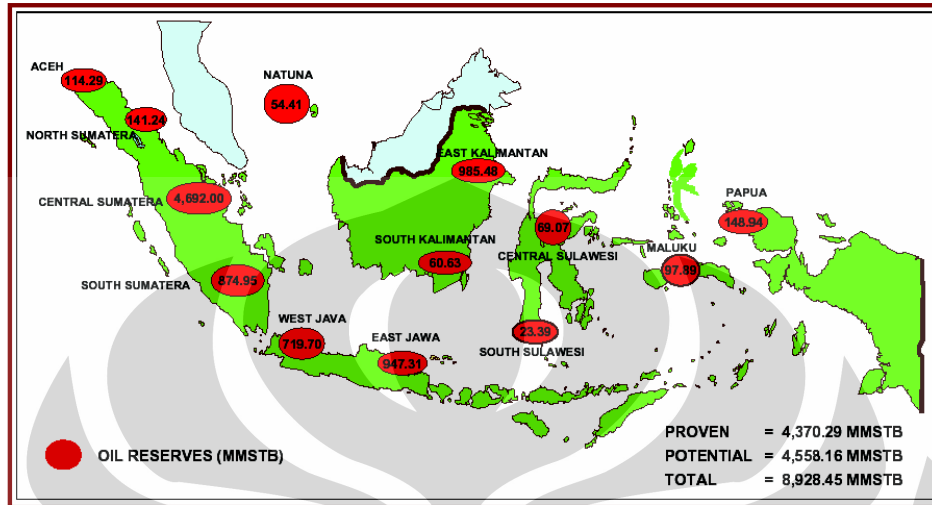 ACEH
114.29
NATUNA
54.41
141.24
NORTH SUMATERA
EAST KALIMANTAN
985.48
CENTRAL SUMATERA
4,692.00
PAPUA
148.94
69.07
SOUTH KALIMANTAN
60.63
CENTRAL SULAWESI
MALUKU
97.89
SOUTH SUMATERA
874.95
WEST JAVA
719.70
EAST JAWA
947.31
23.39
SOUTH SULAWESI
OIL RESERVES (MMSTB)
PROVEN = 4,370.29 MMSTB
POTENTIAL = 4,558.16 MMSTB
TOTAL = 8,928.45 MMSTB